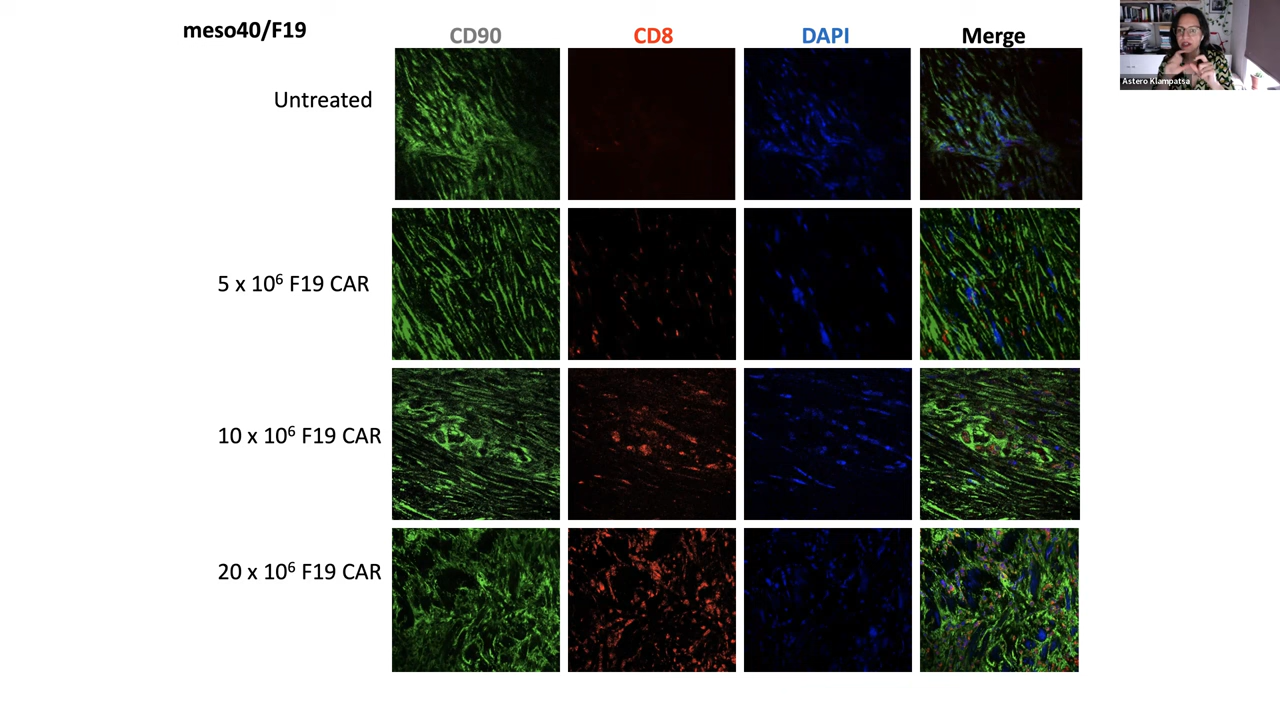 meso40/F19
CD90 CD8 DAPI Merge
Untreated
5 x 10⁶ F19 CAR
10 x 10⁶ F19 CAR
20 x 10⁶ F19 CAR
Astero Klampatsa